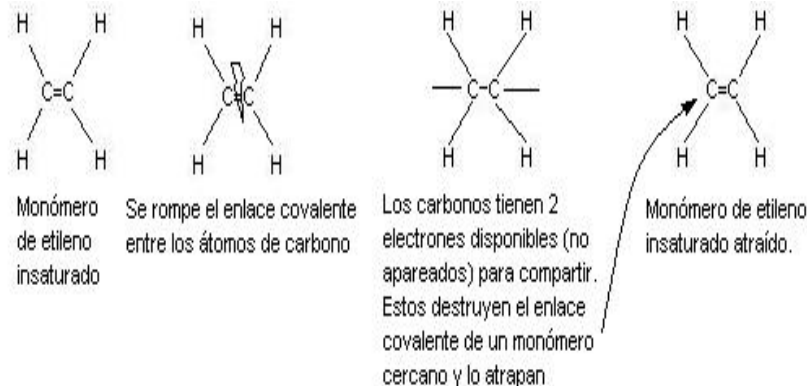 H H
C=C
H H
Monómero
de etileno
insaturado
H H
C=C
H H
Se rompe el enlace covalente
entre los átomos de carbono
H H
C-C
H H
Los carbonos tienen 2
electrones disponibles (no
apareados) para compartir.
Estos destruyen el enlace
covalente de un monómero
cercano y lo atrapan
H H
C=C
H H
Monómero de etileno
insaturado atraído.